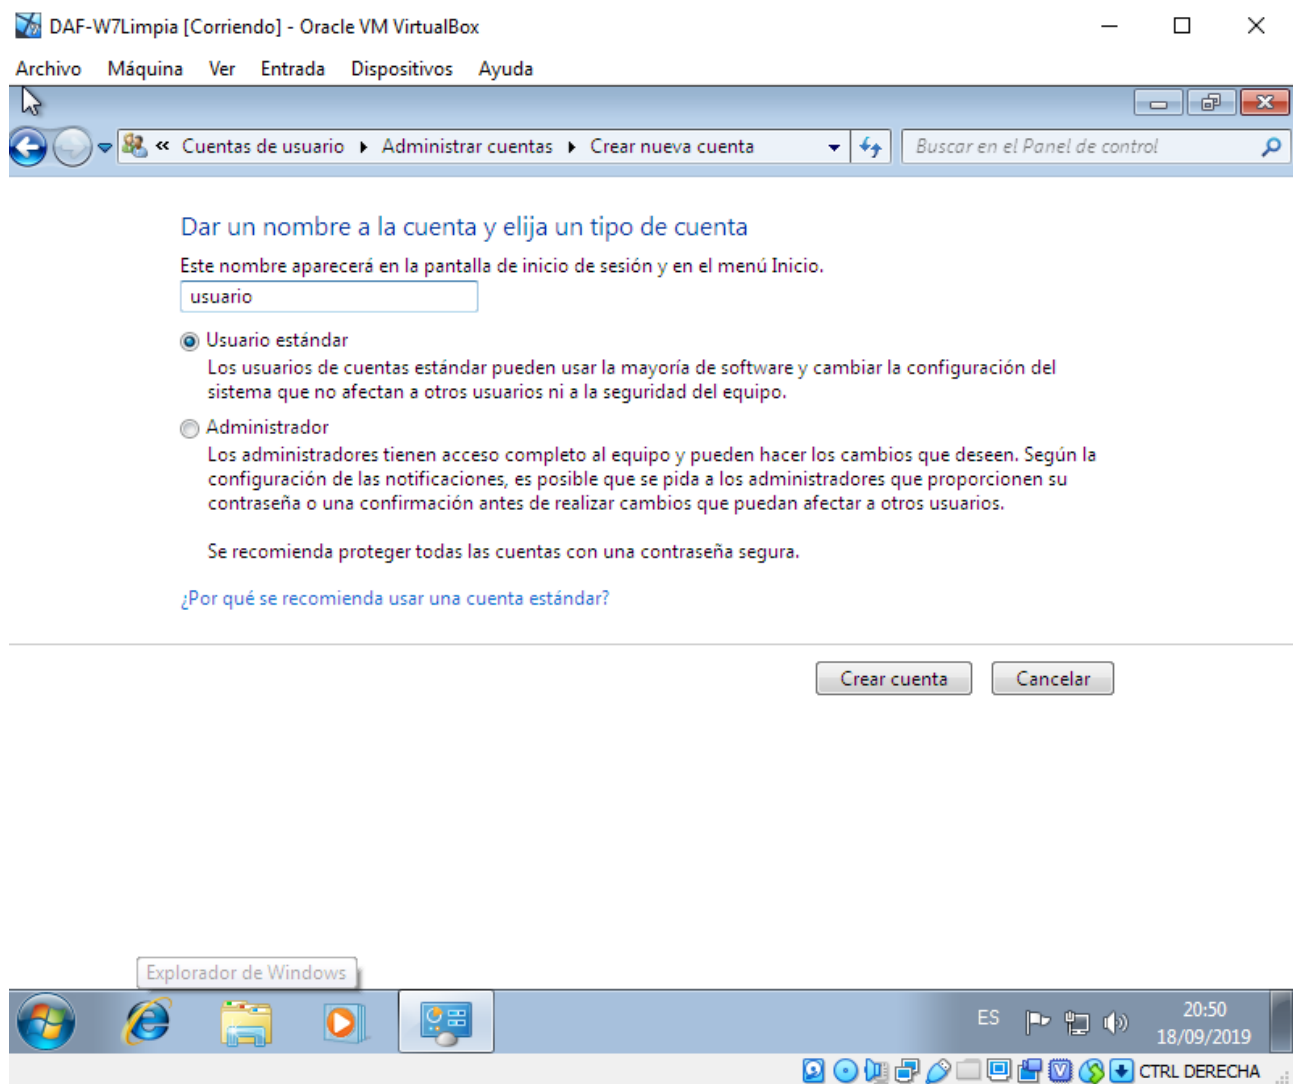 DAF-W7Limpia [Corriendo] - Oracle VM VirtualBox
Archivo Máquina Ver Entrada Dispositivos Ayuda
« Cuentas de usuario Administrar cuentas Crear nueva cuenta Buscar en el Panel de control
Dar un nombre a la cuenta y elija un tipo de cuenta
Este nombre aparecerá en la pantalla de inicio de sesión y en el menú Inicio.
usuario
Usuario estándar
Los usuarios de cuentas estándar pueden usar la mayoría de software y cambiar la configuración del
sistema que no afectan a otros usuarios ni a la seguridad del equipo.
Administrador
Los administradores tienen acceso completo al equipo y pueden hacer los cambios que deseen. Según la
configuración de las notificaciones, es posible que se pida a los administradores que proporcionen su
contraseña o una confirmación antes de realizar cambios que puedan afectar a otros usuarios.
Se recomienda proteger todas las cuentas con una contraseña segura.
¿Por qué se recomienda usar una cuenta estándar?
Crear cuenta Cancelar
Explorador de Windows
ES 20:50
18/09/2019
CTRL DERECHA